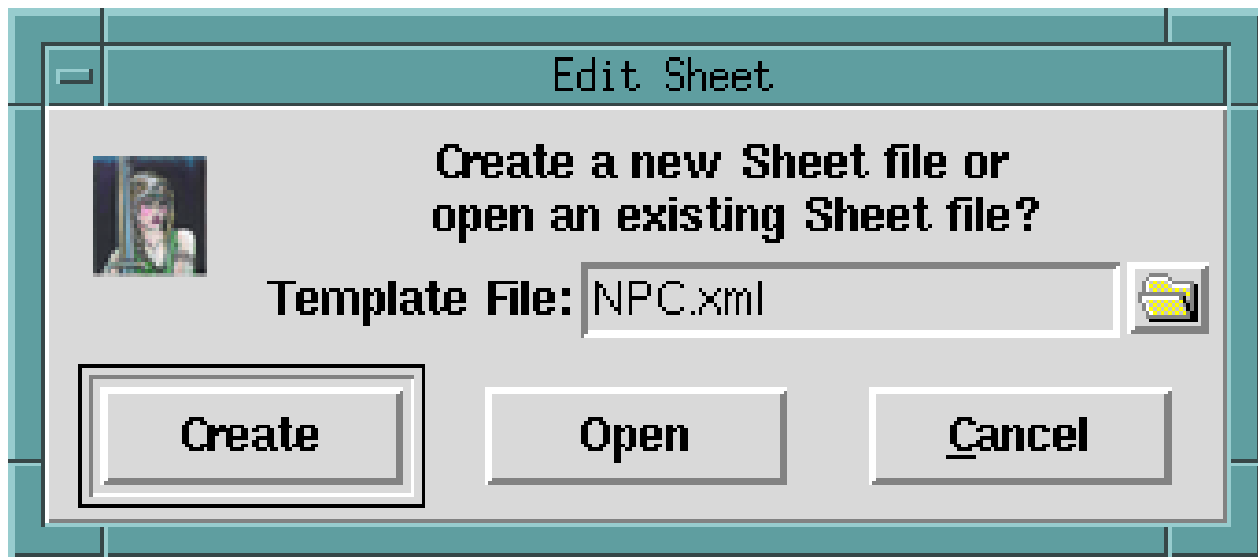 Edit Sheet
Create a new Sheet file or
open an existing Sheet file?
Template File: NPC.xml
Create Open Cancel